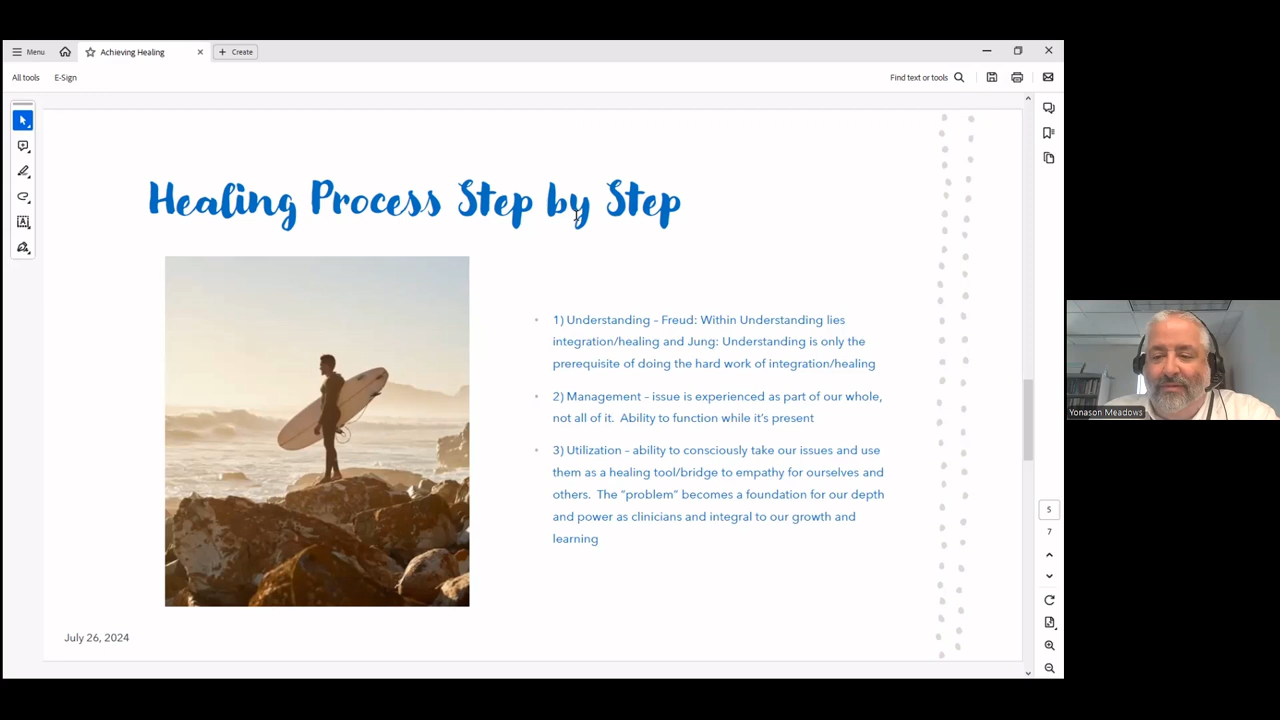 Menu
Achieving Healing
Create
All tools
E-Sign
Find text or tools
Healing Process Step by Step
• 1) Understanding – Freud: Within Understanding lies
integration/healing and Jung: Understanding is only the
prerequisite of doing the hard work of integration/healing
• 2) Management – issue is experienced as part of our whole,
not all of it.  Ability to function while it's present
• 3) Utilization – ability to consciously take our issues and use
them as a healing tool/bridge to empathy for ourselves and
others.  The "problem" becomes a foundation for our depth
and power as clinicians and integral to our growth and
learning
July 26, 2024
5
7
Yonason Meadows